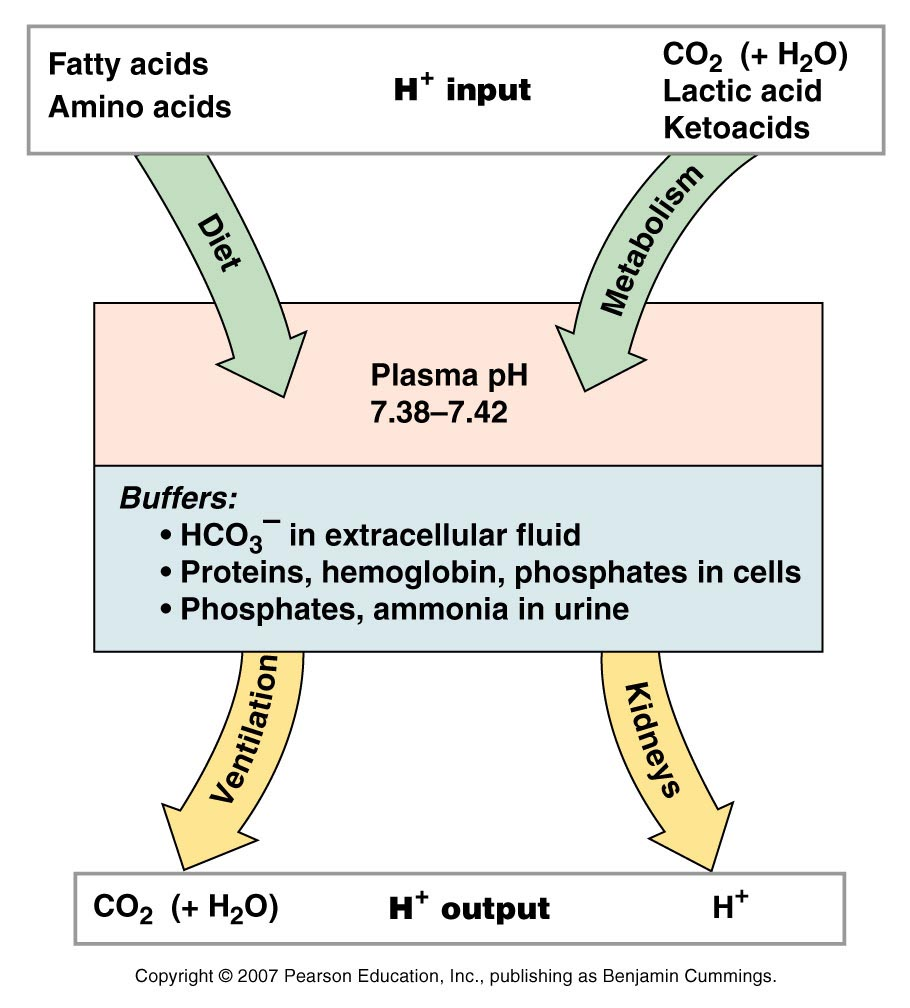 Fatty acids
Amino acids
H⁺ input
CO₂ (+ H₂O)
Lactic acid
Ketoacids
Diet
Metabolism
Plasma pH
7.38–7.42
Buffers:
• HCO₃⁻ in extracellular fluid
• Proteins, hemoglobin, phosphates in cells
• Phosphates, ammonia in urine
Ventilation
Kidneys
CO₂ (+ H₂O)
H⁺ output
H⁺
Copyright © 2007 Pearson Education, Inc., publishing as Benjamin Cummings.